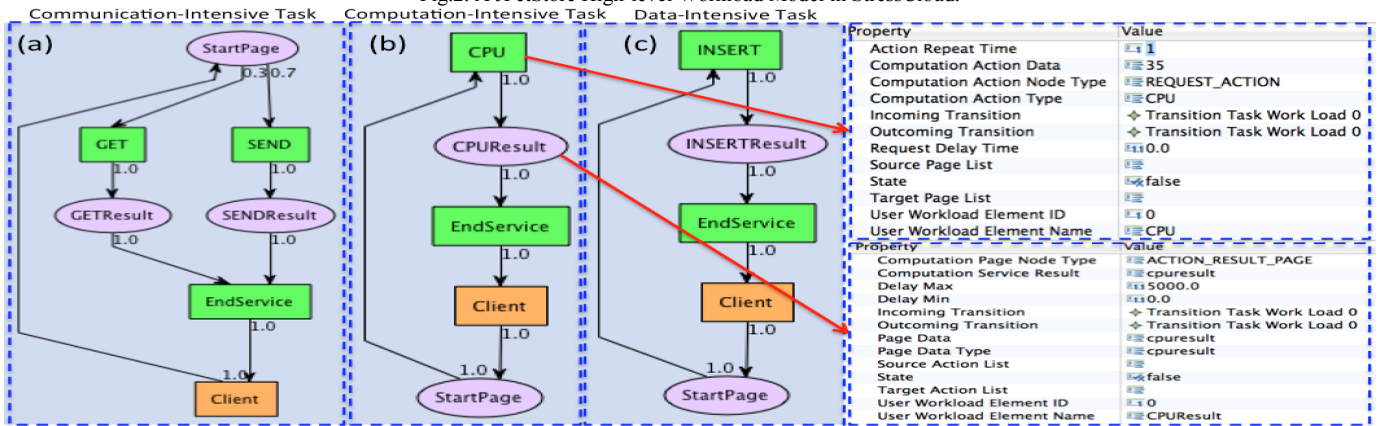 Communication-Intensive Task
Computation-Intensive Task
Data-Intensive Task
(a)
StartPage
0.3
0.7
GET
SEND
1.0
1.0
GETResult
SENDResult
1.0
1.0
EndService
1.0
1.0
Client
(b)
CPU
1.0
CPUResult
1.0
EndService
1.0
Client
1.0
1.0
StartPage
(c)
INSERT
1.0
INSERTResult
1.0
EndService
1.0
Client
1.0
1.0
StartPage
Property Value
Action Repeat Time 1
Computation Action Data 35
Computation Action Node Type REQUEST_ACTION
Computation Action Type CPU
Incoming Transition Transition Task Work Load 0
Outcoming Transition Transition Task Work Load 0
Request Delay Time 0.0
Source Page List
State false
Target Page List
User Workload Element ID 0
User Workload Element Name CPU
Property Value
Computation Page Node Type ACTION_RESULT_PAGE
Computation Service Result cpuresult
Delay Max 5000.0
Delay Min 0.0
Incoming Transition Transition Task Work Load 0
Outcoming Transition Transition Task Work Load 0
Page Data cpuresult
Page Data Type cpuresult
Source Action List
State false
Target Action List
User Workload Element ID 0
User Workload Element Name CPUResult